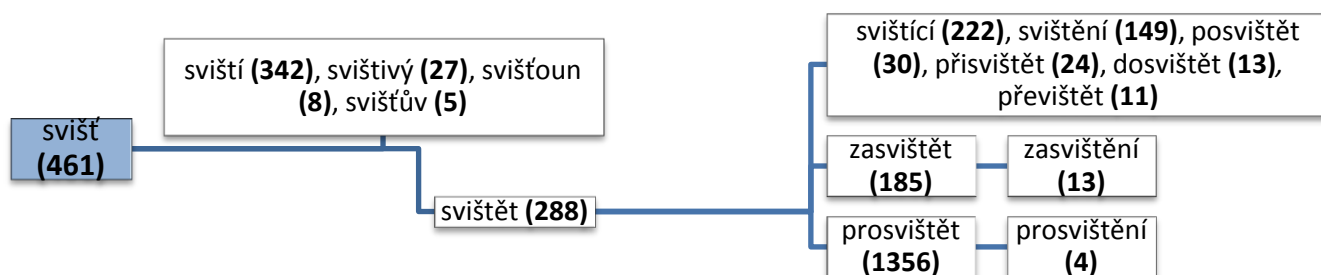 svišť
(461)
sviští (342), svištivý (27), svišťoun
(8), svišťův (5)
svištět (288)
svištící (222), svištění (149), posvištět
(30), přisvištět (24), dosvištět (13),
převištět (11)
zasvištět
(185)
zasvištění
(13)
prosvištět
(1356)
prosvištění
(4)